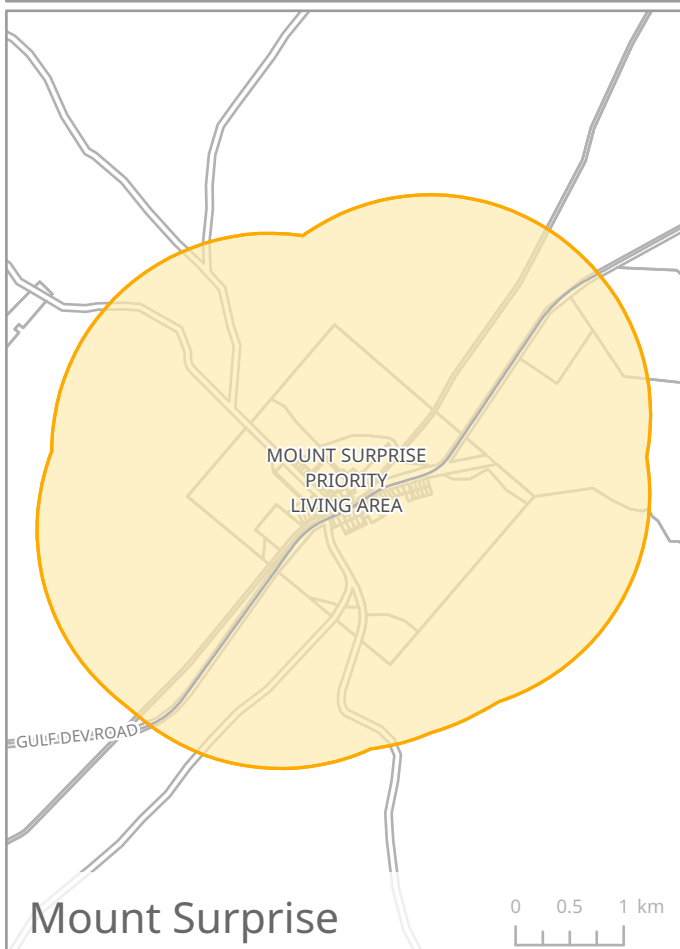 MOUNT SURPRISE
PRIORITY
LIVING AREA
GULF DEV ROAD
Mount Surprise
0 0.5 1 km